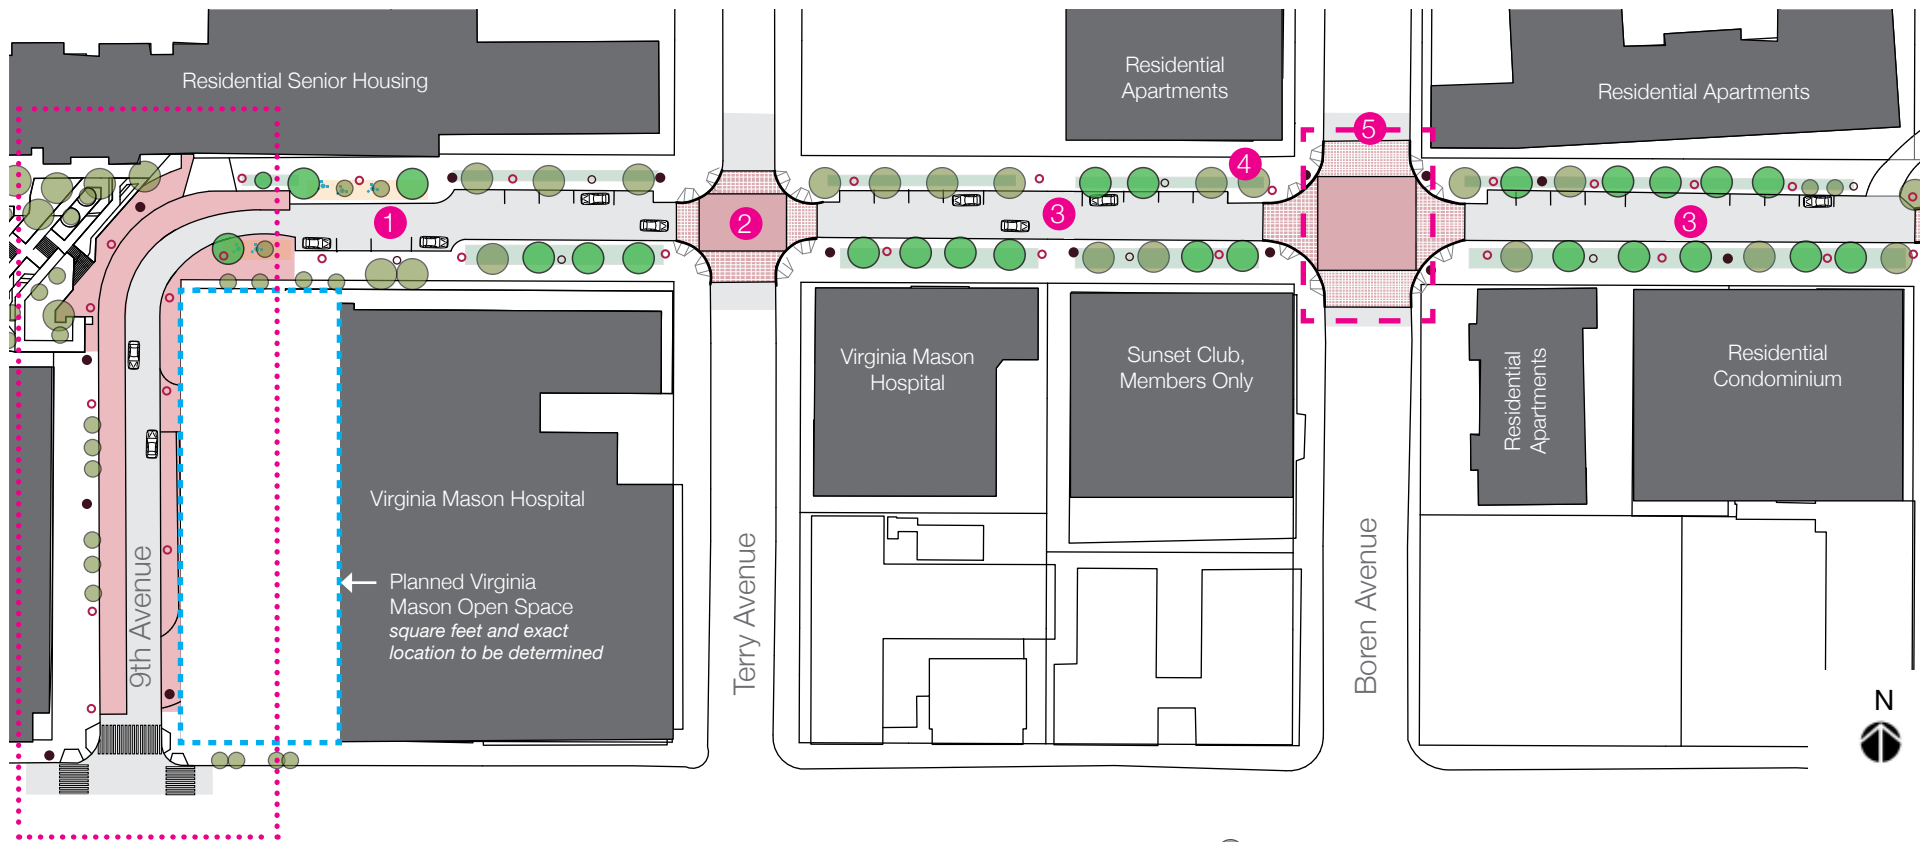 Residential Senior Housing
Residential
Apartments
Residential Apartments
5
4
1
2
3
3
Virginia Mason
Hospital
Sunset Club,
Members Only
Residential
Apartments
Residential
Condominium
Virginia Mason Hospital
Planned Virginia
Mason Open Space
square feet and exact
location to be determined
9th Avenue
Terry Avenue
Boren Avenue
N